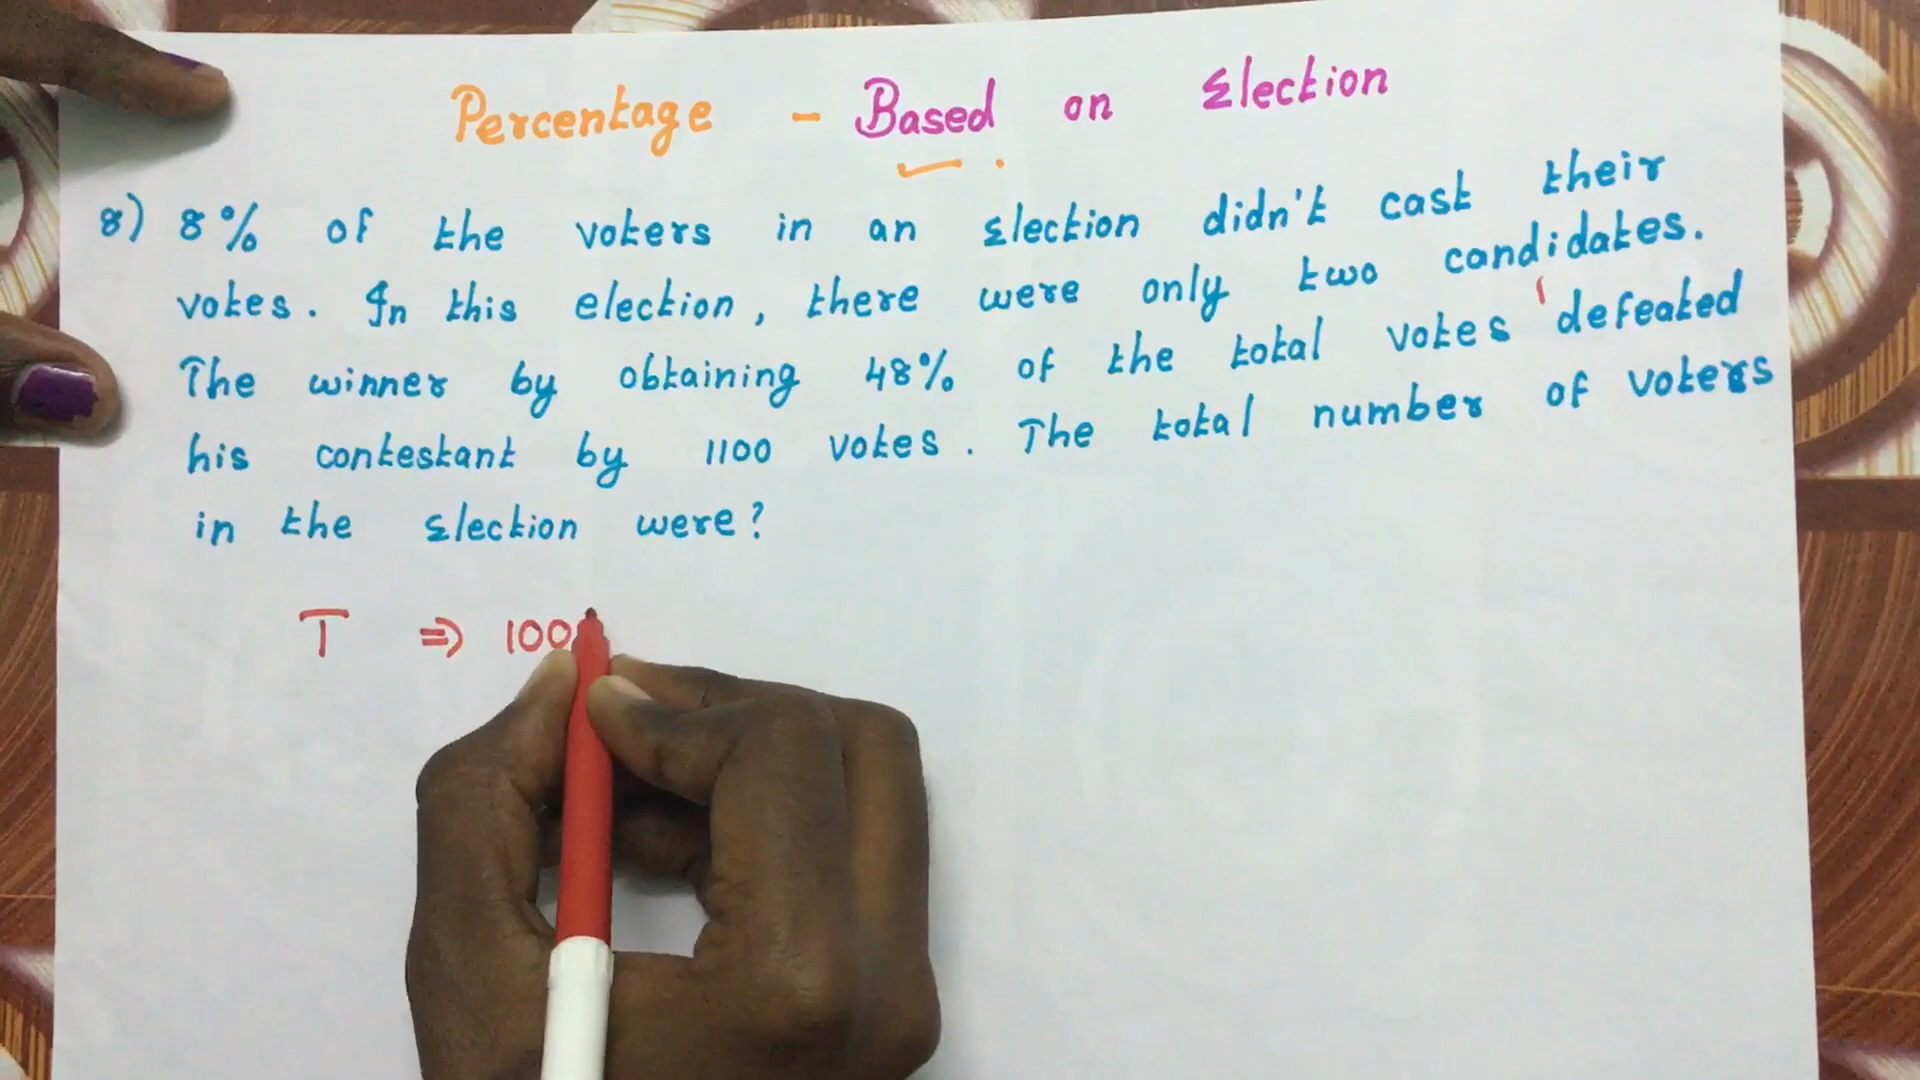 Percentage - Based on Election
8) 8% of the voters in an Election didn't cast their
votes. In this election, there were only two candidates.
The winner by obtaining 48% of the total votes defeated
his contestant by 1100 votes. The total number of voters
in the Election were?
T ⇒ 100